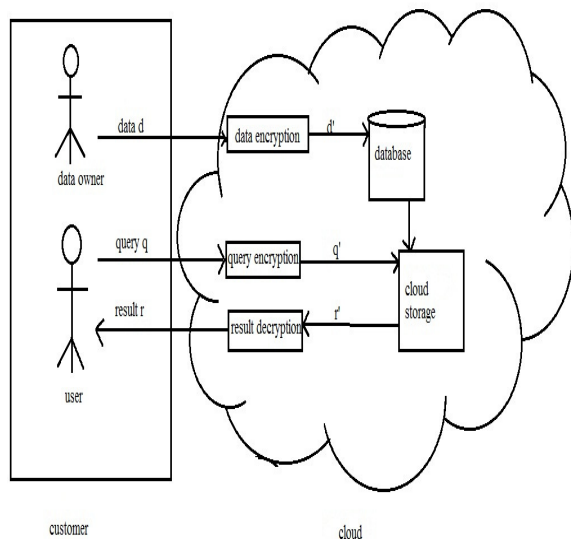 data d
data encryption
d'
database
data owner
query q
query encryption
q'
cloud
storage
result r
result decryption
r'
user
customer
cloud